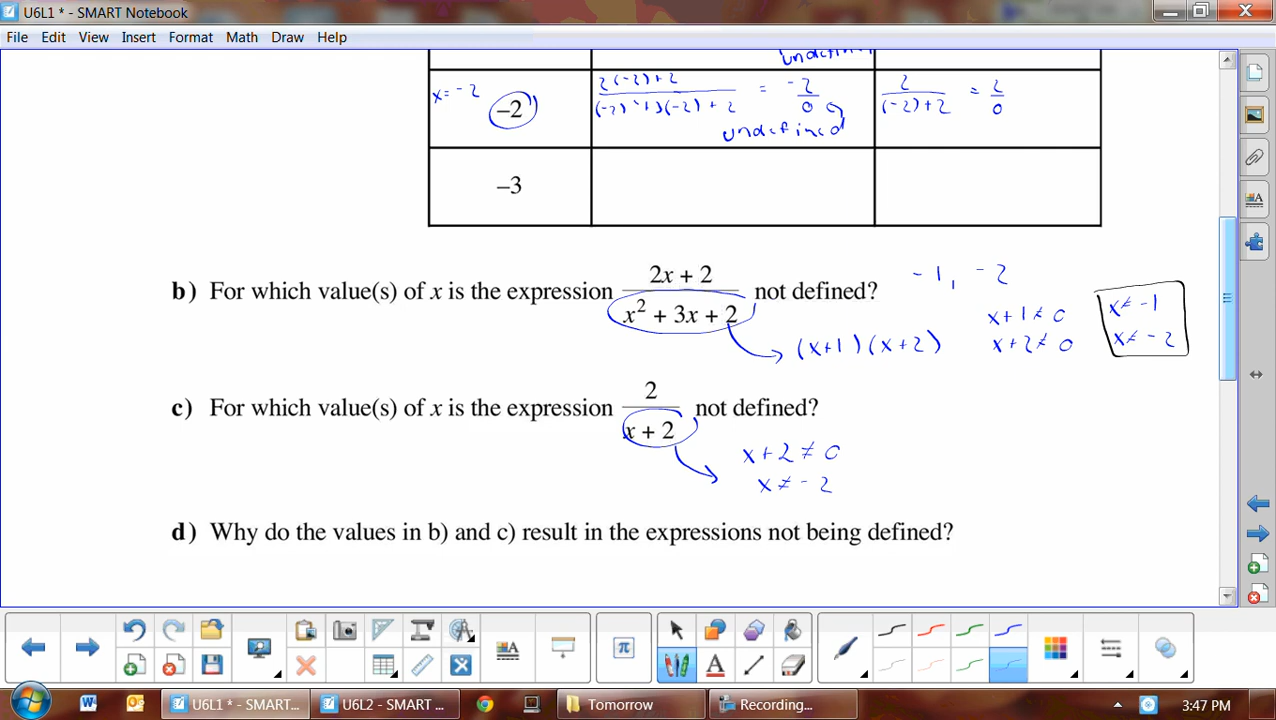 U6L1 * - SMART Notebook
File Edit View Insert Format Math Draw Help
undefin
x = -2
-2
2(-2)+2 / (-2)²+3(-2)+2 = -2/0
undefined
2 / (-2)+2 = 2/0
–3
b) For which value(s) of x is the expression (2x + 2)/(x² + 3x + 2) not defined?
-1, -2
(x+1)(x+2)
x+1 ≠ 0
x+2 ≠ 0
x ≠ -1
x ≠ -2
c) For which value(s) of x is the expression 2/(x + 2) not defined?
x+2 ≠ 0
x ≠ -2
d) Why do the values in b) and c) result in the expressions not being defined?
π
A
U6L1 * - SMART... U6L2 - SMART ... Tomorrow Recording... 3:47 PM